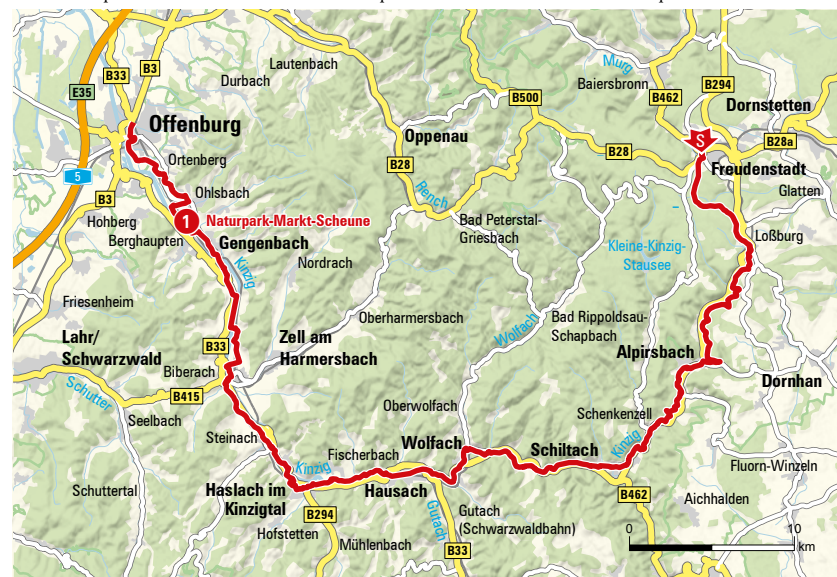 Lautenbach
B33
B3
E35
Durbach
Murg
Baiersbronn
B462
B294
Dornstetten
B500
Offenburg
Oppenau
S
B28a
B28
B28
Freudenstadt
Ortenberg
5
Ohlsbach
Rench
Glatten
B3
Hohberg
1
Naturpark-Markt-Scheune
Berghaupten
Gengenbach
Bad Peterstal-
Griesbach
Loßburg
Kleine-Kinzig-
Stausee
Kinzig
Nordrach
Friesenheim
Oberharmersbach
Bad Rippoldsau-
Schapbach
Wolfach
Lahr/
Schwarzwald
B33
Zell am
Harmersbach
Alpirsbach
Biberach
Dornhan
Schutter
B415
Seelbach
Oberwolfach
Schenkenzell
Steinach
Wolfach
Schiltach
Kinzig
Fischerbach
Kinzig
Fluorn-Winzeln
Schuttertal
Haslach im
Kinzigtal
Hausach
B462
Aichhalden
B294
Gutach
Gutach
(Schwarzwaldbahn)
Hofstetten
Mühlenbach
B33
0
10
km